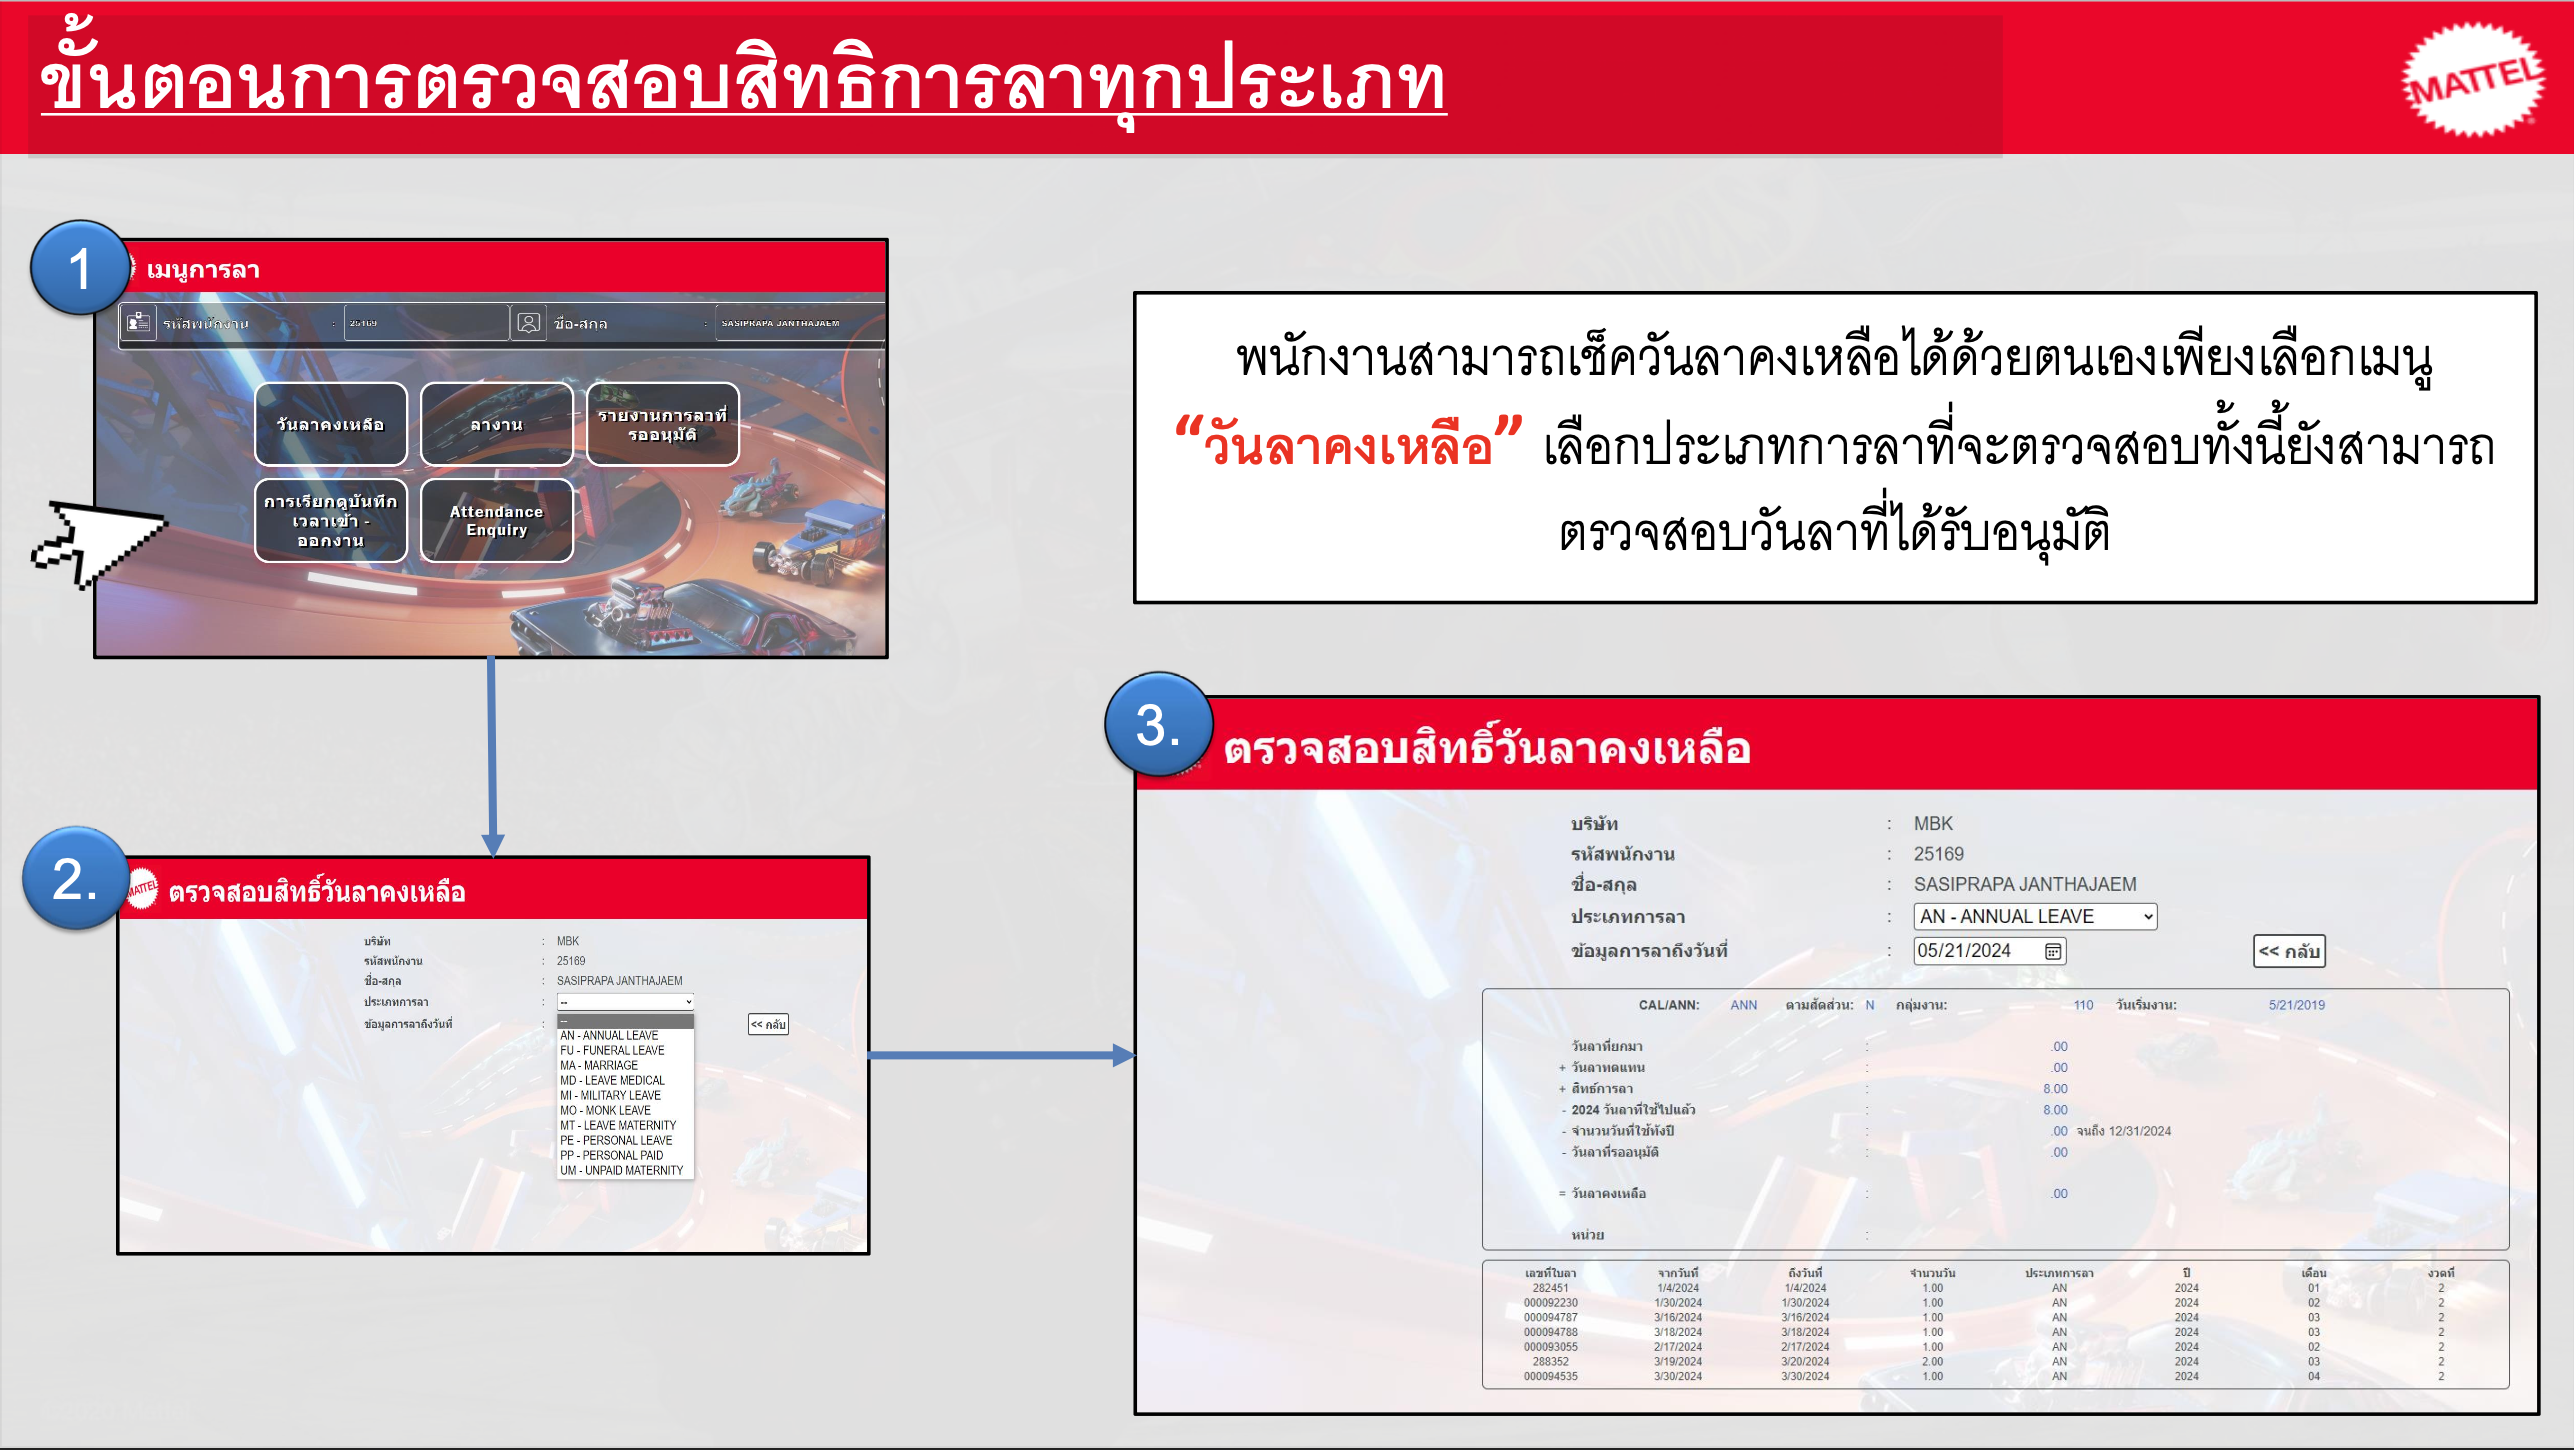 ขั้นตอนการตรวจสอบสิทธิการลาทุกประเภท
MATTEL
1
เมนูการลา
รหัสพนักงาน : 25169 ชื่อ-สกุล : SASIPRAPA JANTHAJAEM
วันลาคงเหลือ
ลางาน
รายงานการลาที่
รออนุมัติ
การเรียกดูบันทึก
เวลาเข้า -
ออกงาน
Attendance
Enquiry
พนักงานสามารถเช็ควันลาคงเหลือได้ด้วยตนเองเพียงเลือกเมนู
“วันลาคงเหลือ” เลือกประเภทการลาที่จะตรวจสอบทั้งนี้ยังสามารถ
ตรวจสอบวันลาที่ได้รับอนุมัติ
2.
MATTEL
ตรวจสอบสิทธิ์วันลาคงเหลือ
บริษัท : MBK
รหัสพนักงาน : 25169
ชื่อ-สกุล : SASIPRAPA JANTHAJAEM
ประเภทการลา : --
ข้อมูลการลาถึงวันที่ : << กลับ
--
AN - ANNUAL LEAVE
FU - FUNERAL LEAVE
MA - MARRIAGE
MD - LEAVE MEDICAL
MI - MILITARY LEAVE
MO - MONK LEAVE
MT - LEAVE MATERNITY
PE - PERSONAL LEAVE
PP - PERSONAL PAID
UM - UNPAID MATERNITY
3.
ตรวจสอบสิทธิ์วันลาคงเหลือ
บริษัท : MBK
รหัสพนักงาน : 25169
ชื่อ-สกุล : SASIPRAPA JANTHAJAEM
ประเภทการลา : AN - ANNUAL LEAVE
ข้อมูลการลาถึงวันที่ : 05/21/2024 << กลับ
CAL/ANN: ANN ตามสัดส่วน: N กลุ่มงาน: 110 วันเริ่มงาน: 5/21/2019
วันลาที่ยกมา : .00
+ วันลาทดแทน : .00
+ สิทธ์การลา : 8.00
- 2024 วันลาที่ใช้ไปแล้ว : 8.00
- จำนวนวันที่ใช้ทั้งปี : .00 จนถึง 12/31/2024
- วันลาที่รออนุมัติ : .00
= วันลาคงเหลือ : .00
หน่วย :
เลขที่ใบลา จากวันที่ ถึงวันที่ จำนวนวัน ประเภทการลา ปี เดือน งวดที่
282451 1/4/2024 1/4/2024 1.00 AN 2024 01 2
000092230 1/30/2024 1/30/2024 1.00 AN 2024 02 2
000094787 3/16/2024 3/16/2024 1.00 AN 2024 03 2
000094788 3/18/2024 3/18/2024 1.00 AN 2024 03 2
000093055 2/17/2024 2/17/2024 1.00 AN 2024 02 2
288352 3/19/2024 3/20/2024 2.00 AN 2024 03 2
000094535 3/30/2024 3/30/2024 1.00 AN 2024 04 2